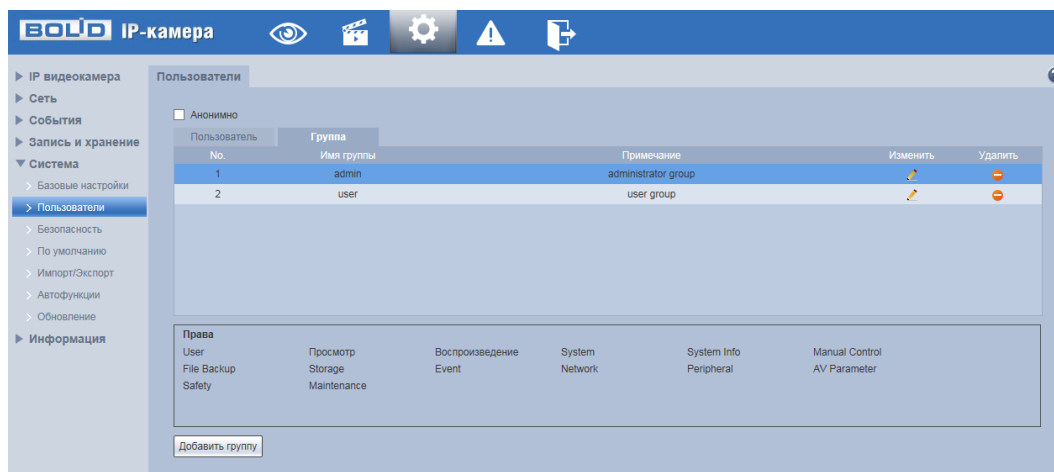 BOLID IP-камера
IP видеокамера
Сеть
События
Запись и хранение
Система
Базовые настройки
Пользователи
Безопасность
По умолчанию
Импорт/Экспорт
Автофункции
Обновление
Информация
Пользователи
Анонимно
Пользователь Группа
No. Имя группы Примечание Изменить Удалить
1 admin administrator group
2 user user group
Права
User Просмотр Воспроизведение System System Info Manual Control
File Backup Storage Event Network Peripheral AV Parameter
Safety Maintenance
Добавить группу